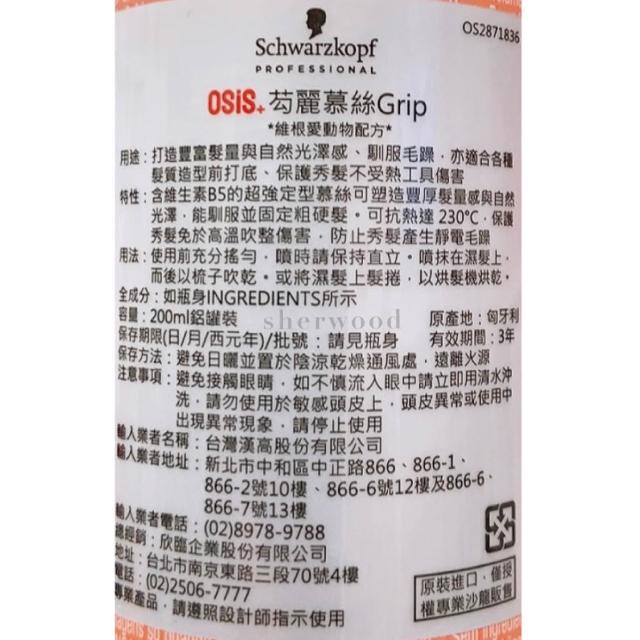 OS2871836
Schwarzkopf
PROFESSIONAL
OSiS+ 芶麗慕絲Grip
*維根愛動物配方*
用途：打造豐富髮量與自然光澤感、馴服毛躁，亦適合各種
髮質造型前打底、保護秀髮不受熱工具傷害
特性：含維生素B5的超強定型慕絲可塑造豐厚髮量感與自然
光澤，能馴服並固定粗硬髮。可抗熱達 230°C，保護
秀髮免於高溫吹整傷害，防止秀髮產生靜電毛躁
用法：使用前充分搖勻，噴時請保持直立。噴抹在濕髮上，
而後以梳子吹乾。或將濕髮上髮捲，以烘髮機烘乾。
全成分：如瓶身INGREDIENTS所示
容量：200ml鋁罐裝
原產地：匈牙利
保存期限(日/月/西元年)/批號：請見瓶身
有效期間：3年
保存方法：避免日曬並置於陰涼乾燥通風處，遠離火源
注意事項：避免接觸眼睛，如不慎流入眼中請立即用清水沖
洗，請勿使用於敏感頭皮上，頭皮異常或使用中
出現異常現象，請停止使用
輸入業者名稱：台灣漢高股份有限公司
輸入業者地址：新北市中和區中正路866、866-1、
866-2號10樓、866-6號12樓及866-6、
866-7號13樓
輸入業者電話：(02)8978-9788
總經銷：欣臨企業股份有限公司
地址：台北市南京東路三段70號4樓
電話：(02)2506-7777
專業產品，請遵照設計師指示使用
原裝進口，僅授
權專業沙龍販售
sherwood